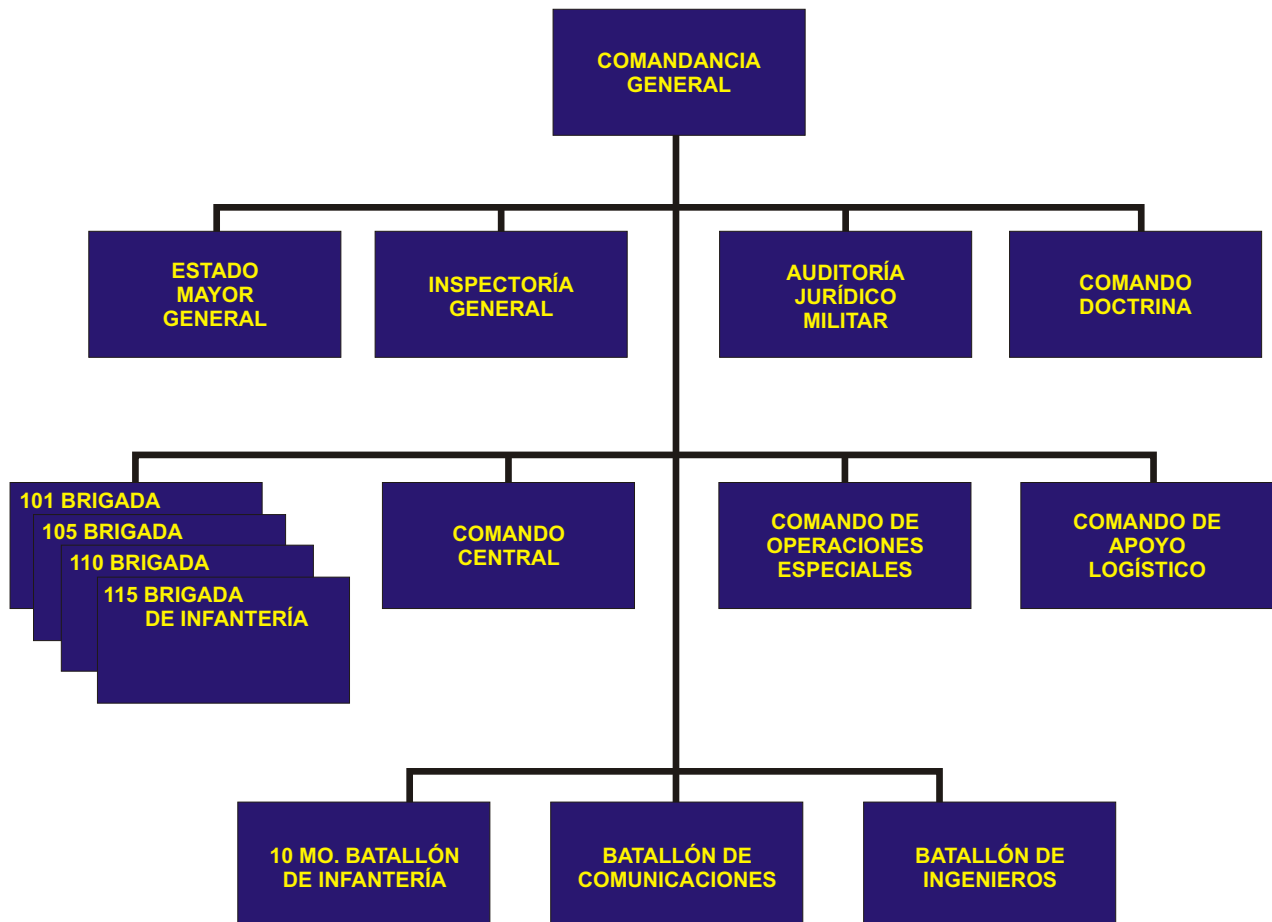 COMANDANCIA
GENERAL
ESTADO
MAYOR
GENERAL
INSPECTORÍA
GENERAL
AUDITORÍA
JURÍDICO
MILITAR
COMANDO
DOCTRINA
101 BRIGADA
105 BRIGADA
110 BRIGADA
115 BRIGADA
DE INFANTERÍA
COMANDO
CENTRAL
COMANDO DE
OPERACIONES
ESPECIALES
COMANDO DE
APOYO
LOGÍSTICO
10 MO. BATALLÓN
DE INFANTERÍA
BATALLÓN DE
COMUNICACIONES
BATALLÓN DE
INGENIEROS